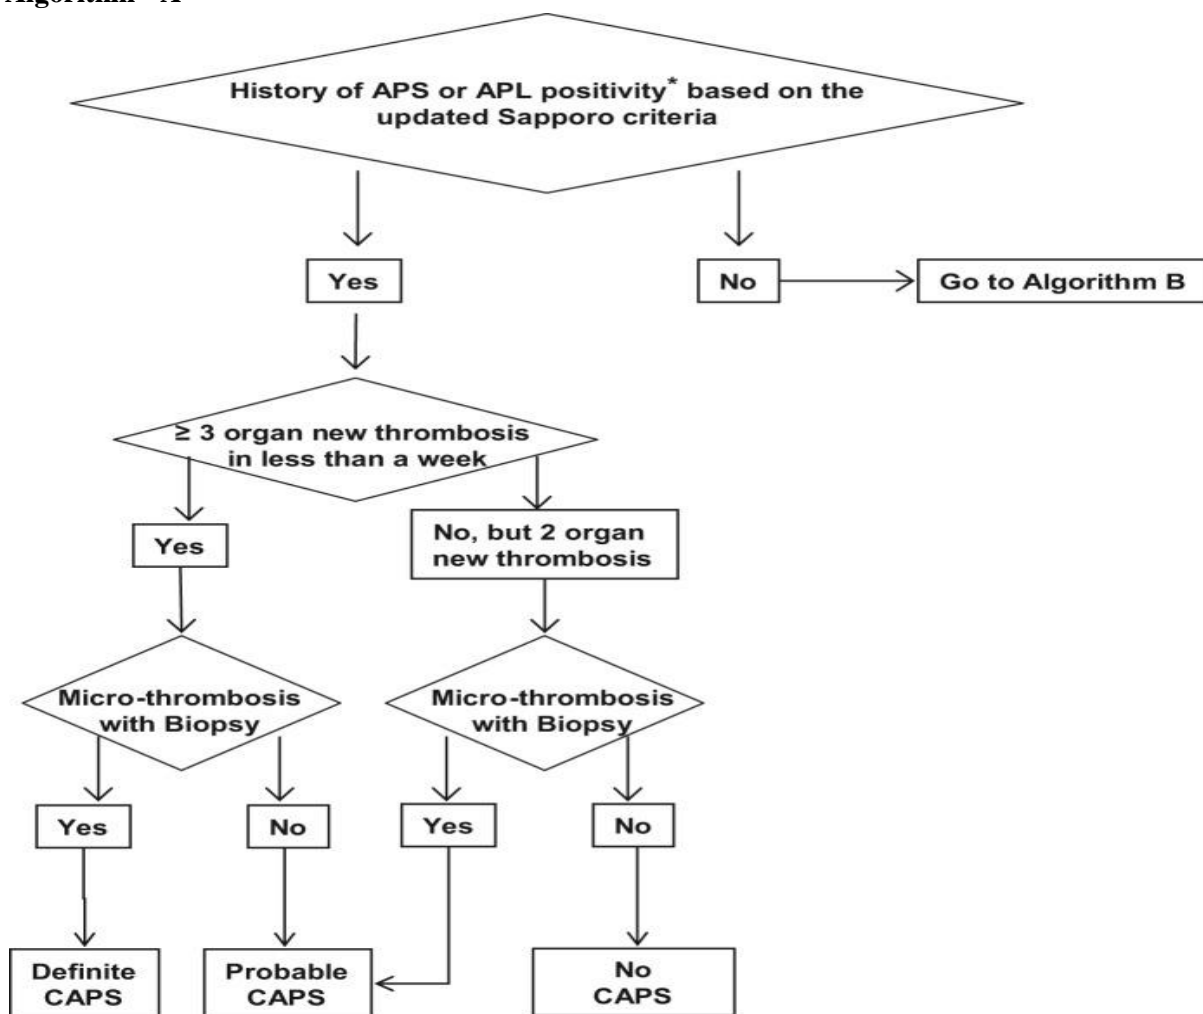 Algorithm A
History of APS or APL positivity* based on the
updated Sapporo criteria
Yes
No
Go to Algorithm B
≥ 3 organ new thrombosis
in less than a week
Yes
No, but 2 organ
new thrombosis
Micro-thrombosis
with Biopsy
Micro-thrombosis
with Biopsy
Yes
No
Yes
No
Definite
CAPS
Probable
CAPS
No
CAPS